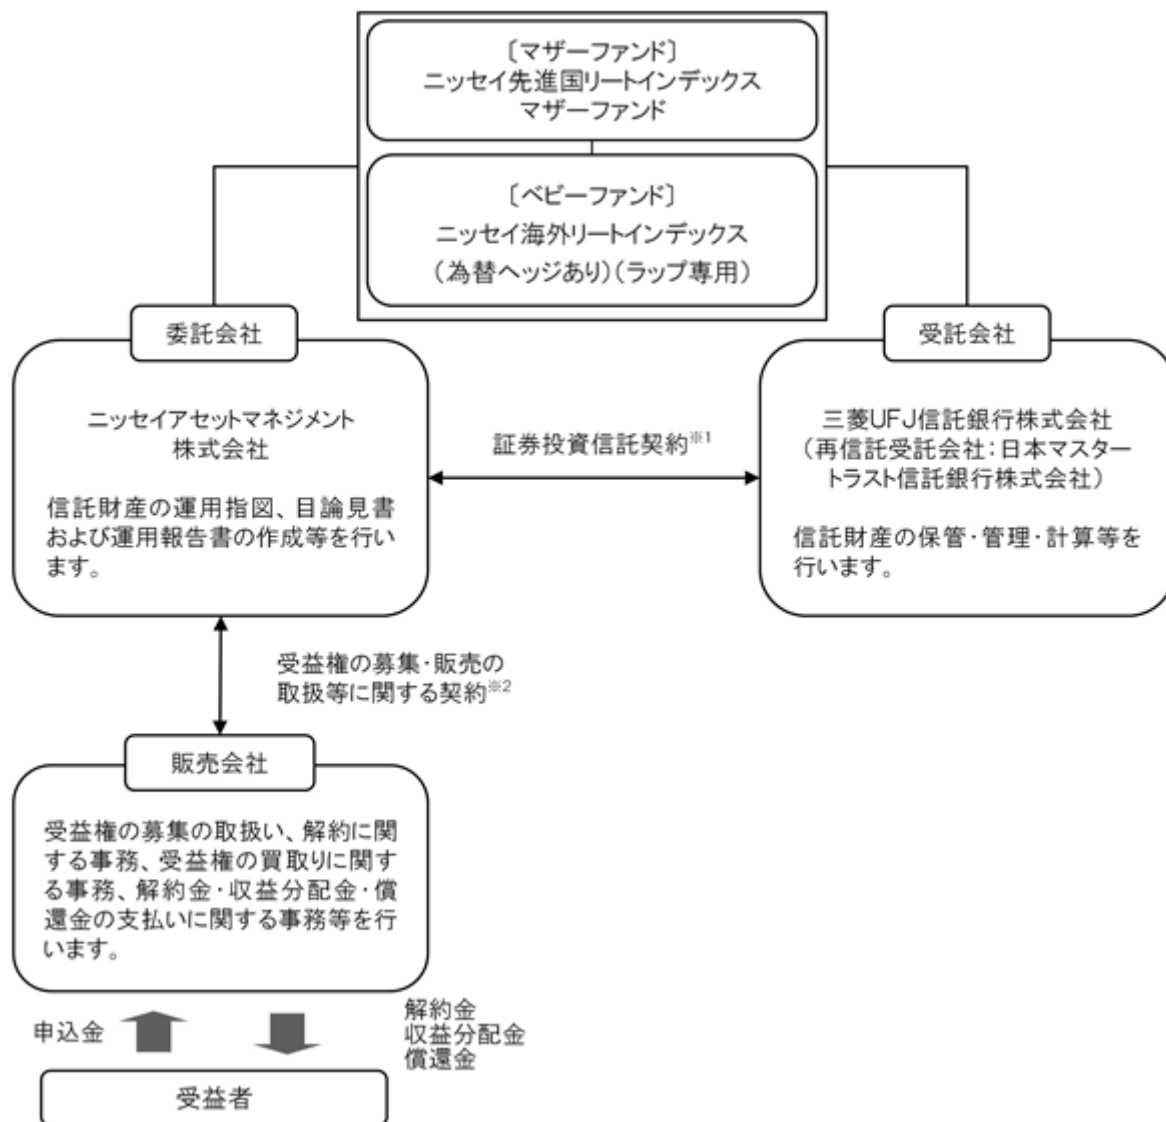 〔マザーファンド〕
ニッセイ先進国リートインデックス
マザーファンド
〔ベビーファンド〕
ニッセイ海外リートインデックス
（為替ヘッジあり）（ラップ専用）
委託会社
ニッセイアセットマネジメント
株式会社
信託財産の運用指図、目論見書
および運用報告書の作成等を行い
ます。
証券投資信託契約※1
受託会社
三菱UFJ信託銀行株式会社
（再信託受託会社：日本マスター
トラスト信託銀行株式会社）
信託財産の保管・管理・計算等を
行います。
受益権の募集・販売の
取扱等に関する契約※2
販売会社
受益権の募集の取扱い、解約に関
する事務、受益権の買取りに関す
る事務、解約金・収益分配金・償
還金の支払いに関する事務等を行
います。
申込金
解約金
収益分配金
償還金
受益者